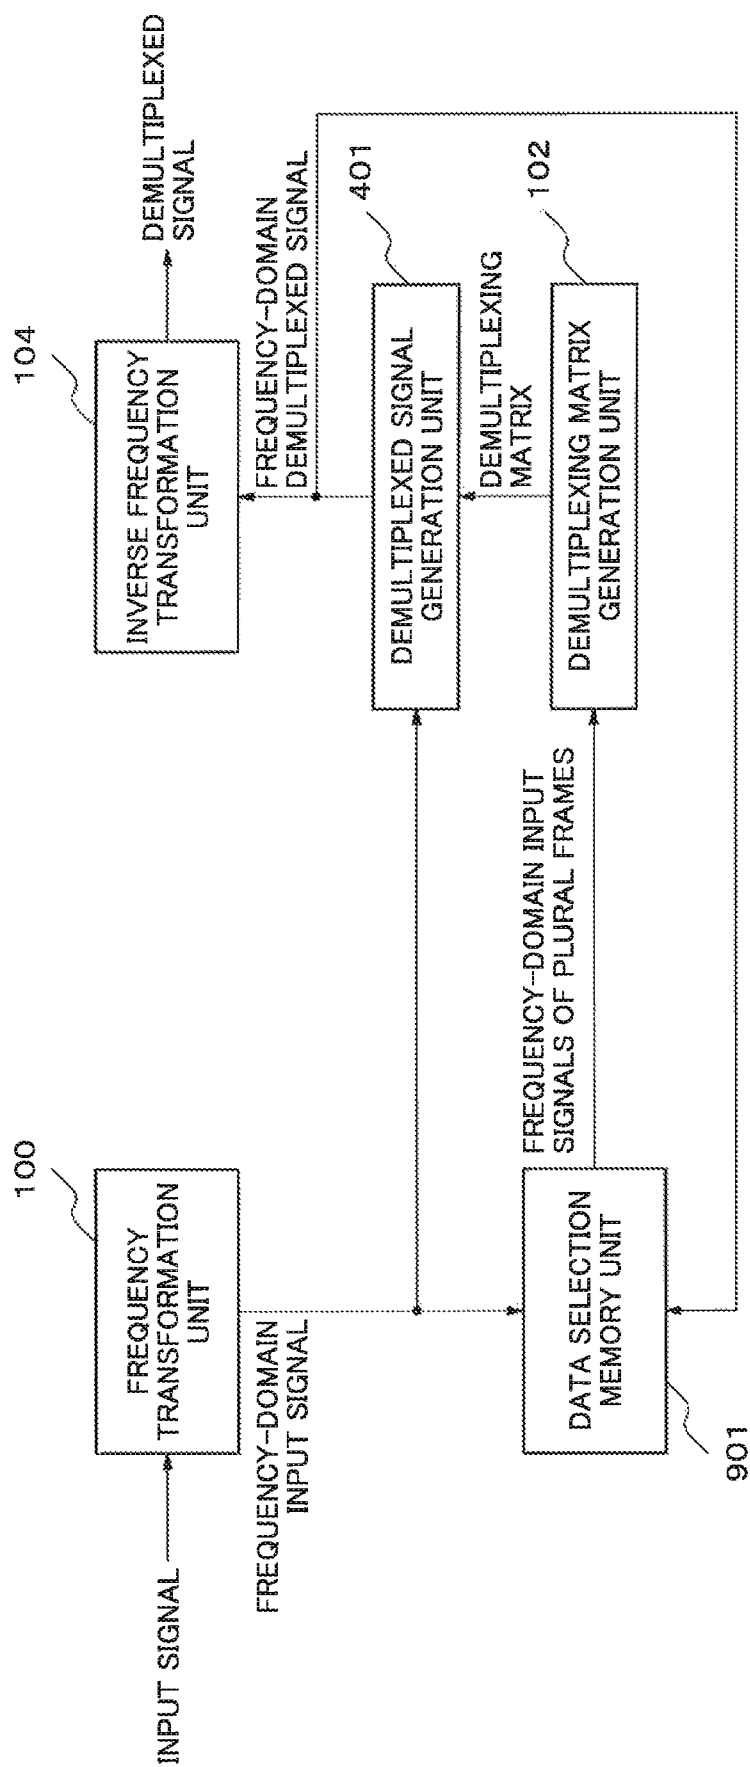 INPUT SIGNAL
100
FREQUENCY
TRANSFORMATION
UNIT
FREQUENCY-DOMAIN
INPUT SIGNAL
DATA SELECTION
MEMORY UNIT
901
FREQUENCY-DOMAIN INPUT
SIGNALS OF PLURAL FRAMES
104
INVERSE FREQUENCY
TRANSFORMATION
UNIT
DEMULTIPLEXED
SIGNAL
FREQUENCY-DOMAIN
DEMULTIPLEXED SIGNAL
401
DEMULTIPLEXED SIGNAL
GENERATION UNIT
DEMULTIPLEXING
MATRIX
102
DEMULTIPLEXING MATRIX
GENERATION UNIT